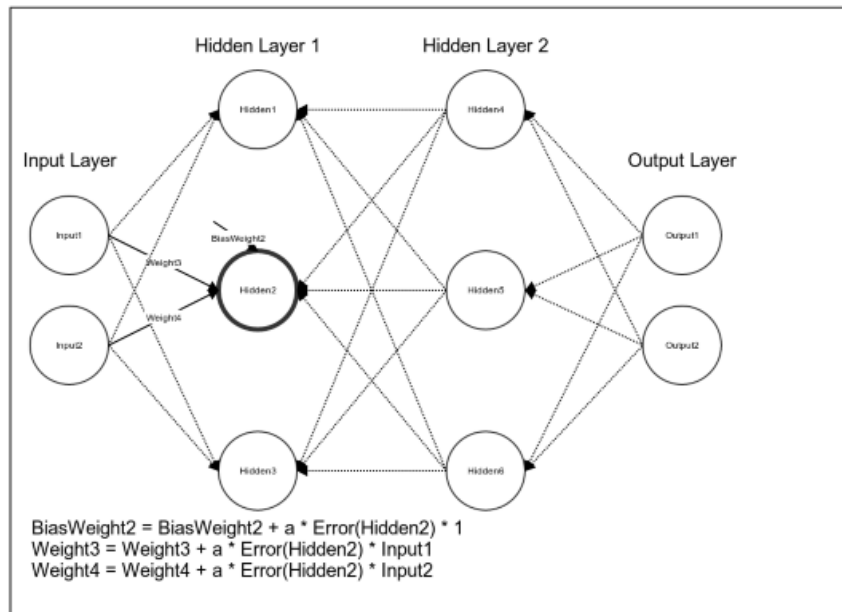 Hidden Layer 1
Hidden Layer 2
Hidden1
Hidden4
Input Layer
Output Layer
Input1
BiasWeight2
Output1
Weight3
Hidden2
Hidden5
Weight4
Input2
Output2
Hidden3
Hidden6
BiasWeight2 = BiasWeight2 + a * Error(Hidden2) * 1
Weight3 = Weight3 + a * Error(Hidden2) * Input1
Weight4 = Weight4 + a * Error(Hidden2) * Input2